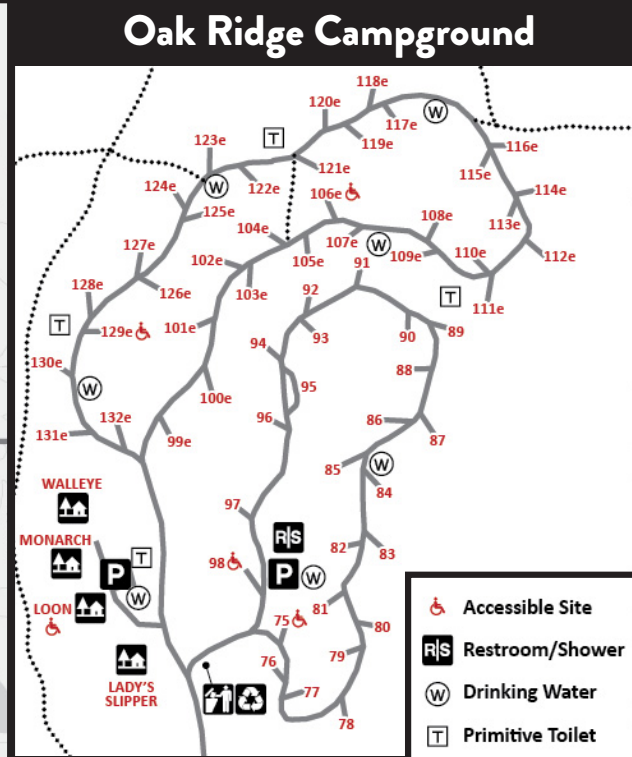 Oak Ridge Campground
118e
120e
117e
W
119e
123e
T
116e
121e
115e
W
122e
124e
106e
114e
125e
113e
104e
108e
107e
W
127e
105e
109e
110e
112e
102e
91
126e
103e
128e
92
T
111e
T
129e
101e
93
90
89
94
130e
88
W
95
100e
132e
96
86
131e
99e
87
85
W
84
WALLEYE
97
R|S
82
83
MONARCH
T
98
P
W
P
W
81
LOON
75
80
76
79
LADY'S
SLIPPER
77
78
Accessible Site
R|S Restroom/Shower
W Drinking Water
T Primitive Toilet